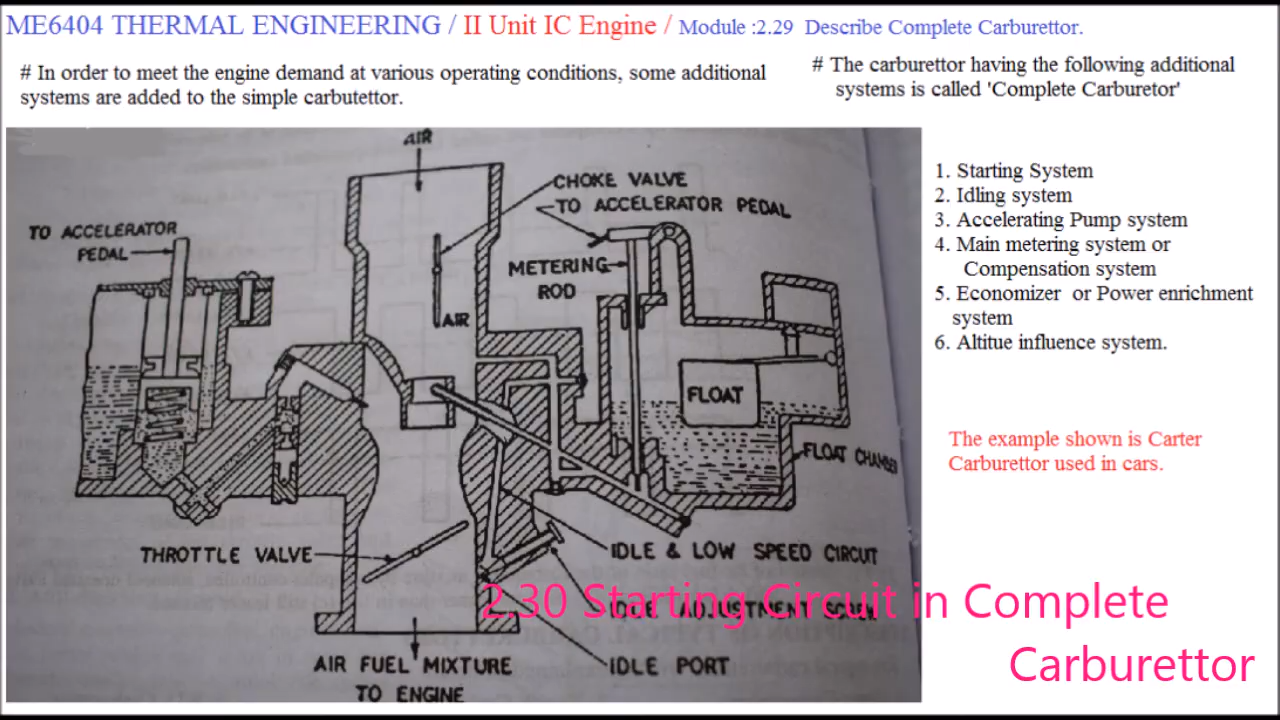 ME6404 THERMAL ENGINEERING / II Unit IC Engine / Module :2.29 Describe Complete Carburettor.
# In order to meet the engine demand at various operating conditions, some additional
systems are added to the simple carbutettor.
# The carburettor having the following additional
systems is called 'Complete Carburetor'
AIR
CHOKE VALVE
TO ACCELERATOR PEDAL
TO ACCELERATOR
PEDAL
METERING
ROD
AIR
FLOAT
FLOAT CHAMBER
THROTTLE VALVE
IDLE & LOW SPEED CIRCUIT
IDLE ADJUSTMENT SCREW
IDLE PORT
AIR FUEL MIXTURE
TO ENGINE
1. Starting System
2. Idling system
3. Accelerating Pump system
4. Main metering system or
Compensation system
5. Economizer or Power enrichment
system
6. Altitue influence system.
The example shown is Carter
Carburettor used in cars.
2.30 Starting Circuit in Complete
Carburettor